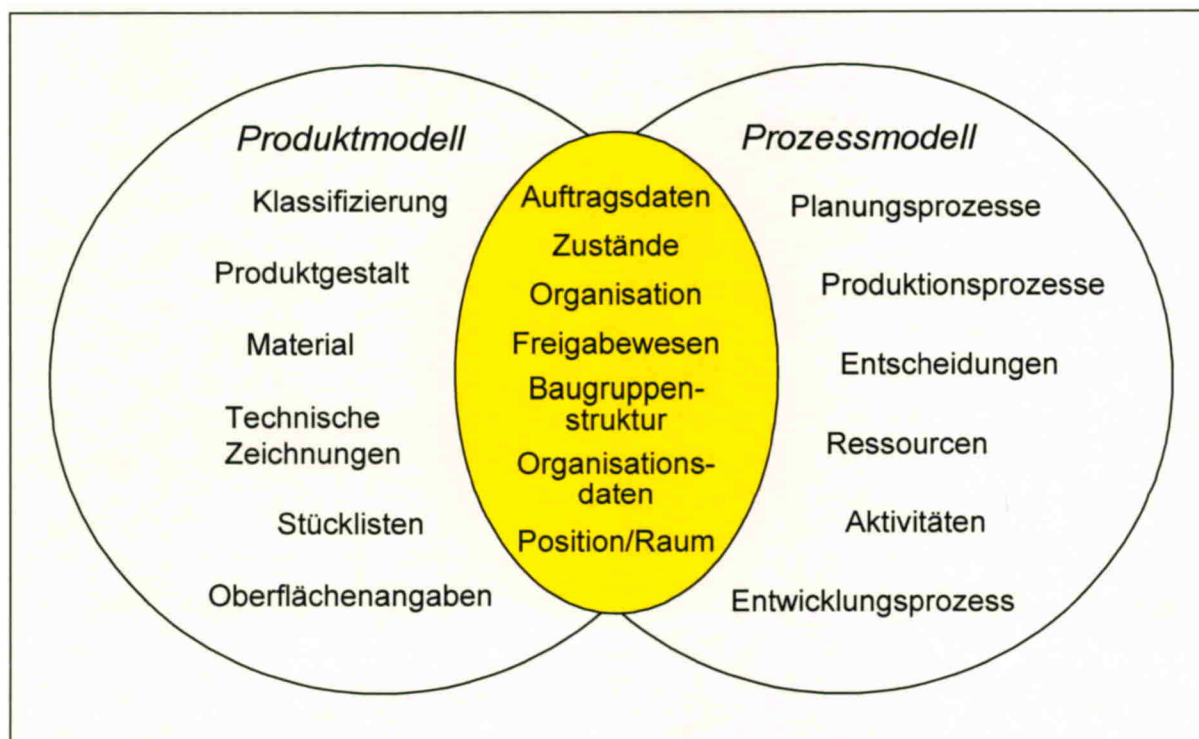 Produktmodell
Klassifizierung
Produktgestalt
Material
Technische
Zeichnungen
Stücklisten
Oberflächenangaben
Auftragsdaten
Zustände
Organisation
Freigabewesen
Baugruppen-
struktur
Organisations-
daten
Position/Raum
Prozessmodell
Planungsprozesse
Produktionsprozesse
Entscheidungen
Ressourcen
Aktivitäten
Entwicklungsprozess